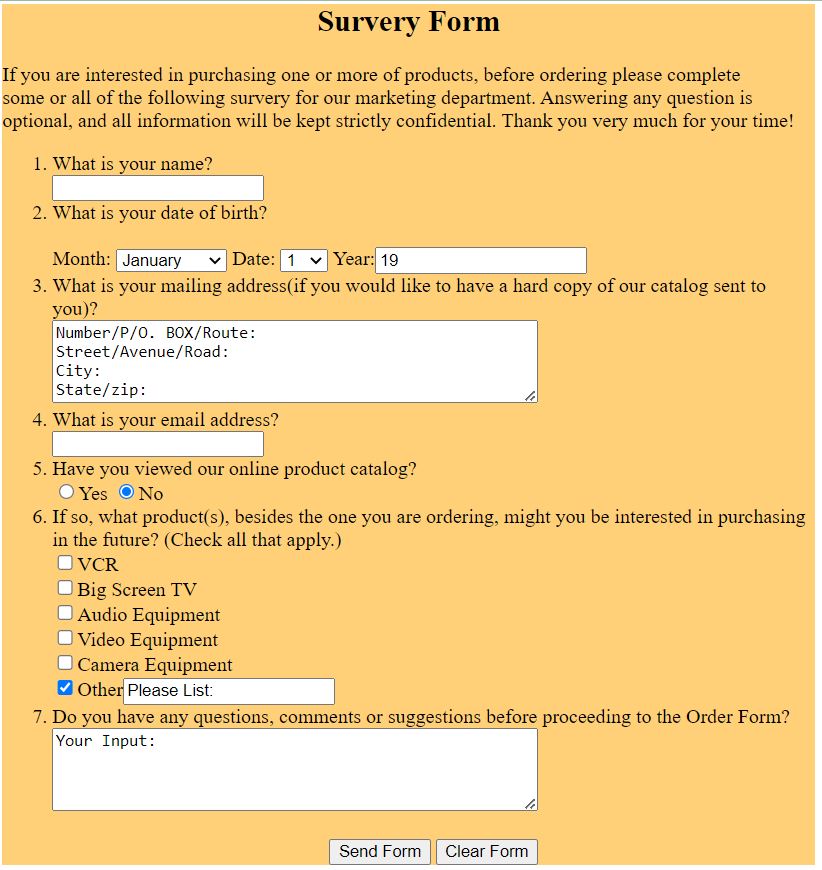 Survery Form
If you are interested in purchasing one or more of products, before ordering please complete
some or all of the following survery for our marketing department. Answering any question is
optional, and all information will be kept strictly confidential. Thank you very much for your time!
1. What is your name?
2. What is your date of birth?
Month: January Date: 1 Year: 19
3. What is your mailing address(if you would like to have a hard copy of our catalog sent to
you)?
Number/P/O. BOX/Route:
Street/Avenue/Road:
City:
State/zip:
4. What is your email address?
5. Have you viewed our online product catalog?
Yes No
6. If so, what product(s), besides the one you are ordering, might you be interested in purchasing
in the future? (Check all that apply.)
VCR
Big Screen TV
Audio Equipment
Video Equipment
Camera Equipment
Other Please List:
7. Do you have any questions, comments or suggestions before proceeding to the Order Form?
Your Input:
Send Form Clear Form